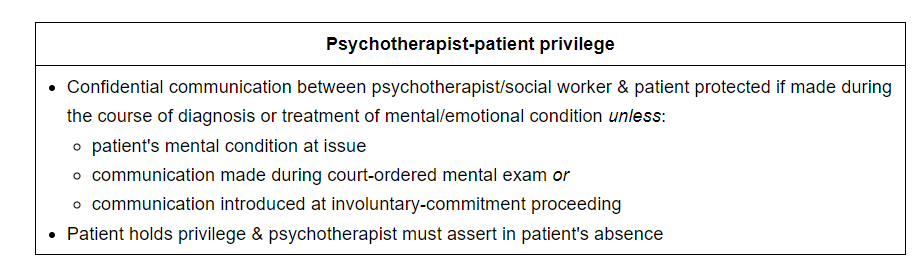 Psychotherapist-patient privilege
• Confidential communication between psychotherapist/social worker & patient protected if made during
the course of diagnosis or treatment of mental/emotional condition unless:
◦ patient's mental condition at issue
◦ communication made during court-ordered mental exam or
◦ communication introduced at involuntary-commitment proceeding
• Patient holds privilege & psychotherapist must assert in patient's absence